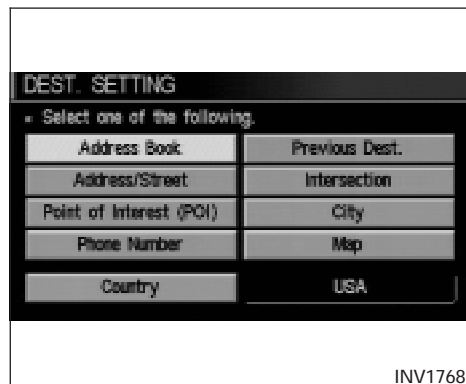 DEST. SETTING
Select one of the following.
Address Book Previous Dest.
Address/Street Intersection
Point of Interest (POI) City
Phone Number Map
Country USA
INV1768